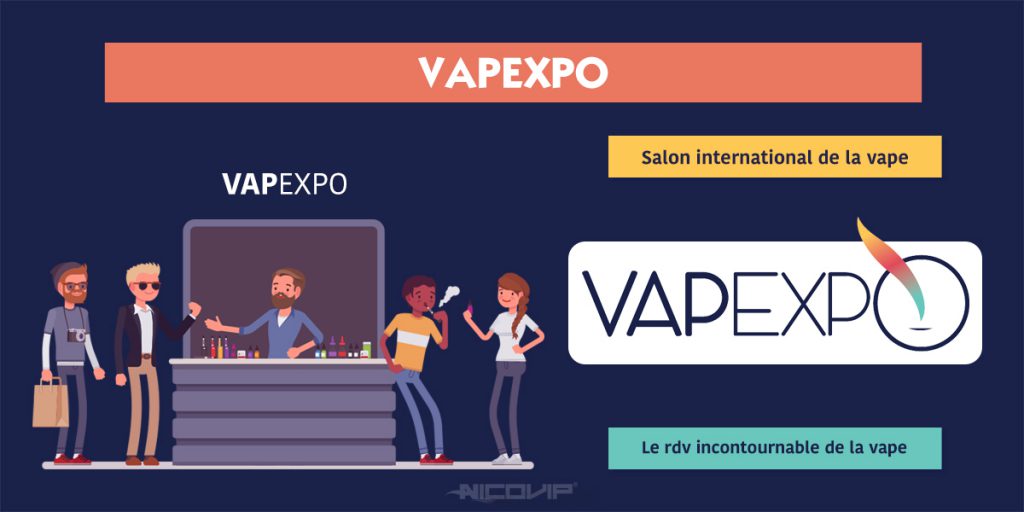 VAPEXPO
Salon international de la vape
VAPEXPO
VAPEXPO
Le rdv incontournable de la vape
NICOVIP